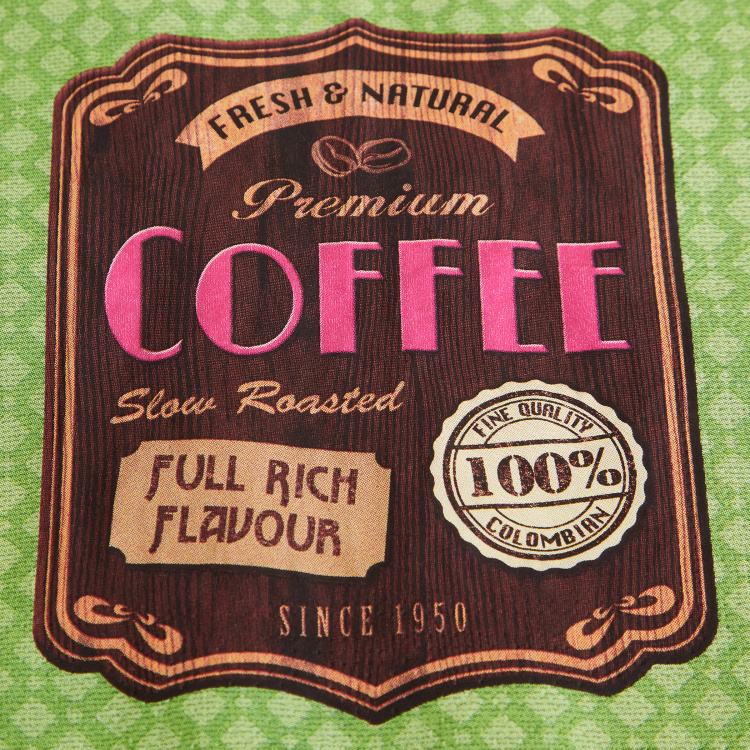 FRESH & NATURAL
Premium
COFFEE
Slow Roasted
FULL RICH
FLAVOUR
FINE QUALITY
100%
COLOMBIAN
SINCE 1950